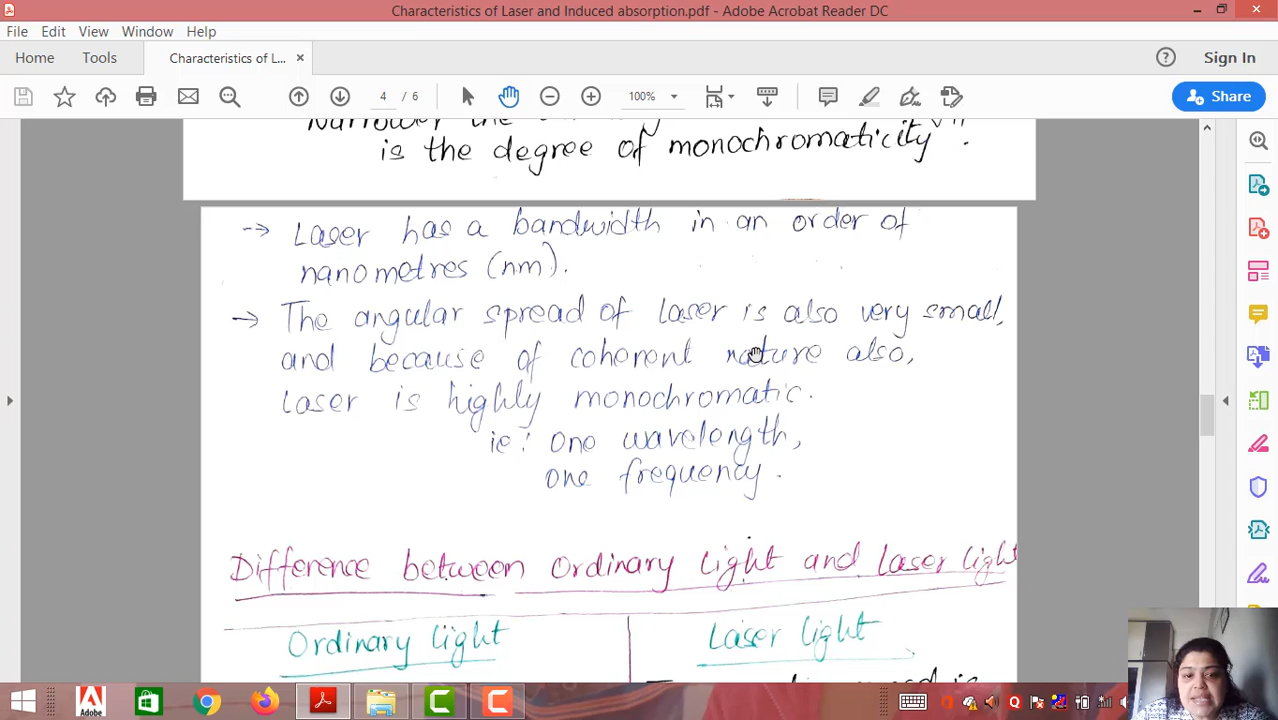 Characteristics of Laser and Induced absorption.pdf - Adobe Acrobat Reader DC
File Edit View Window Help
Home Tools Characteristics of L... × Sign In
4 / 6 100% Share
Narrower the
is the degree of monochromaticity".
→ Laser has a bandwidth in an order of
nanometres (nm).
→ The angular spread of laser is also very small,
and because of coherent nature also,
Laser is highly monochromatic.
ie: One wavelength,
one frequency.
Difference between Ordinary light and Laser light
Ordinary light Laser light
Adobe